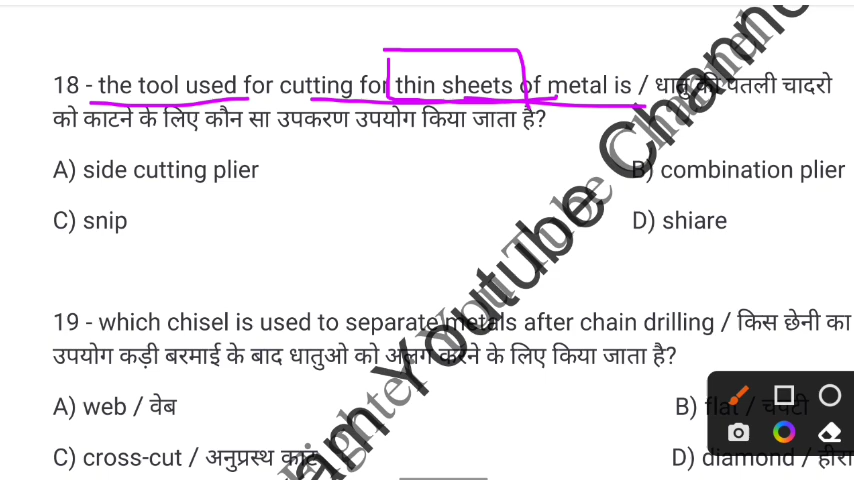 18 - the tool used for cutting for thin sheets of metal is / धातु की पतली चादरो
को काटने के लिए कौन सा उपकरण उपयोग किया जाता है?
A) side cutting plier
B) combination plier
C) snip
D) shiare
19 - which chisel is used to separate metals after chain drilling / किस छेनी का
उपयोग कड़ी बरमाई के बाद धातुओ को अलग करने के लिए किया जाता है?
A) web / वेब
B) flat / चपटी
C) cross-cut / अनुप्रस्थ काट
D) diamond / हीरा
Youtube Channe